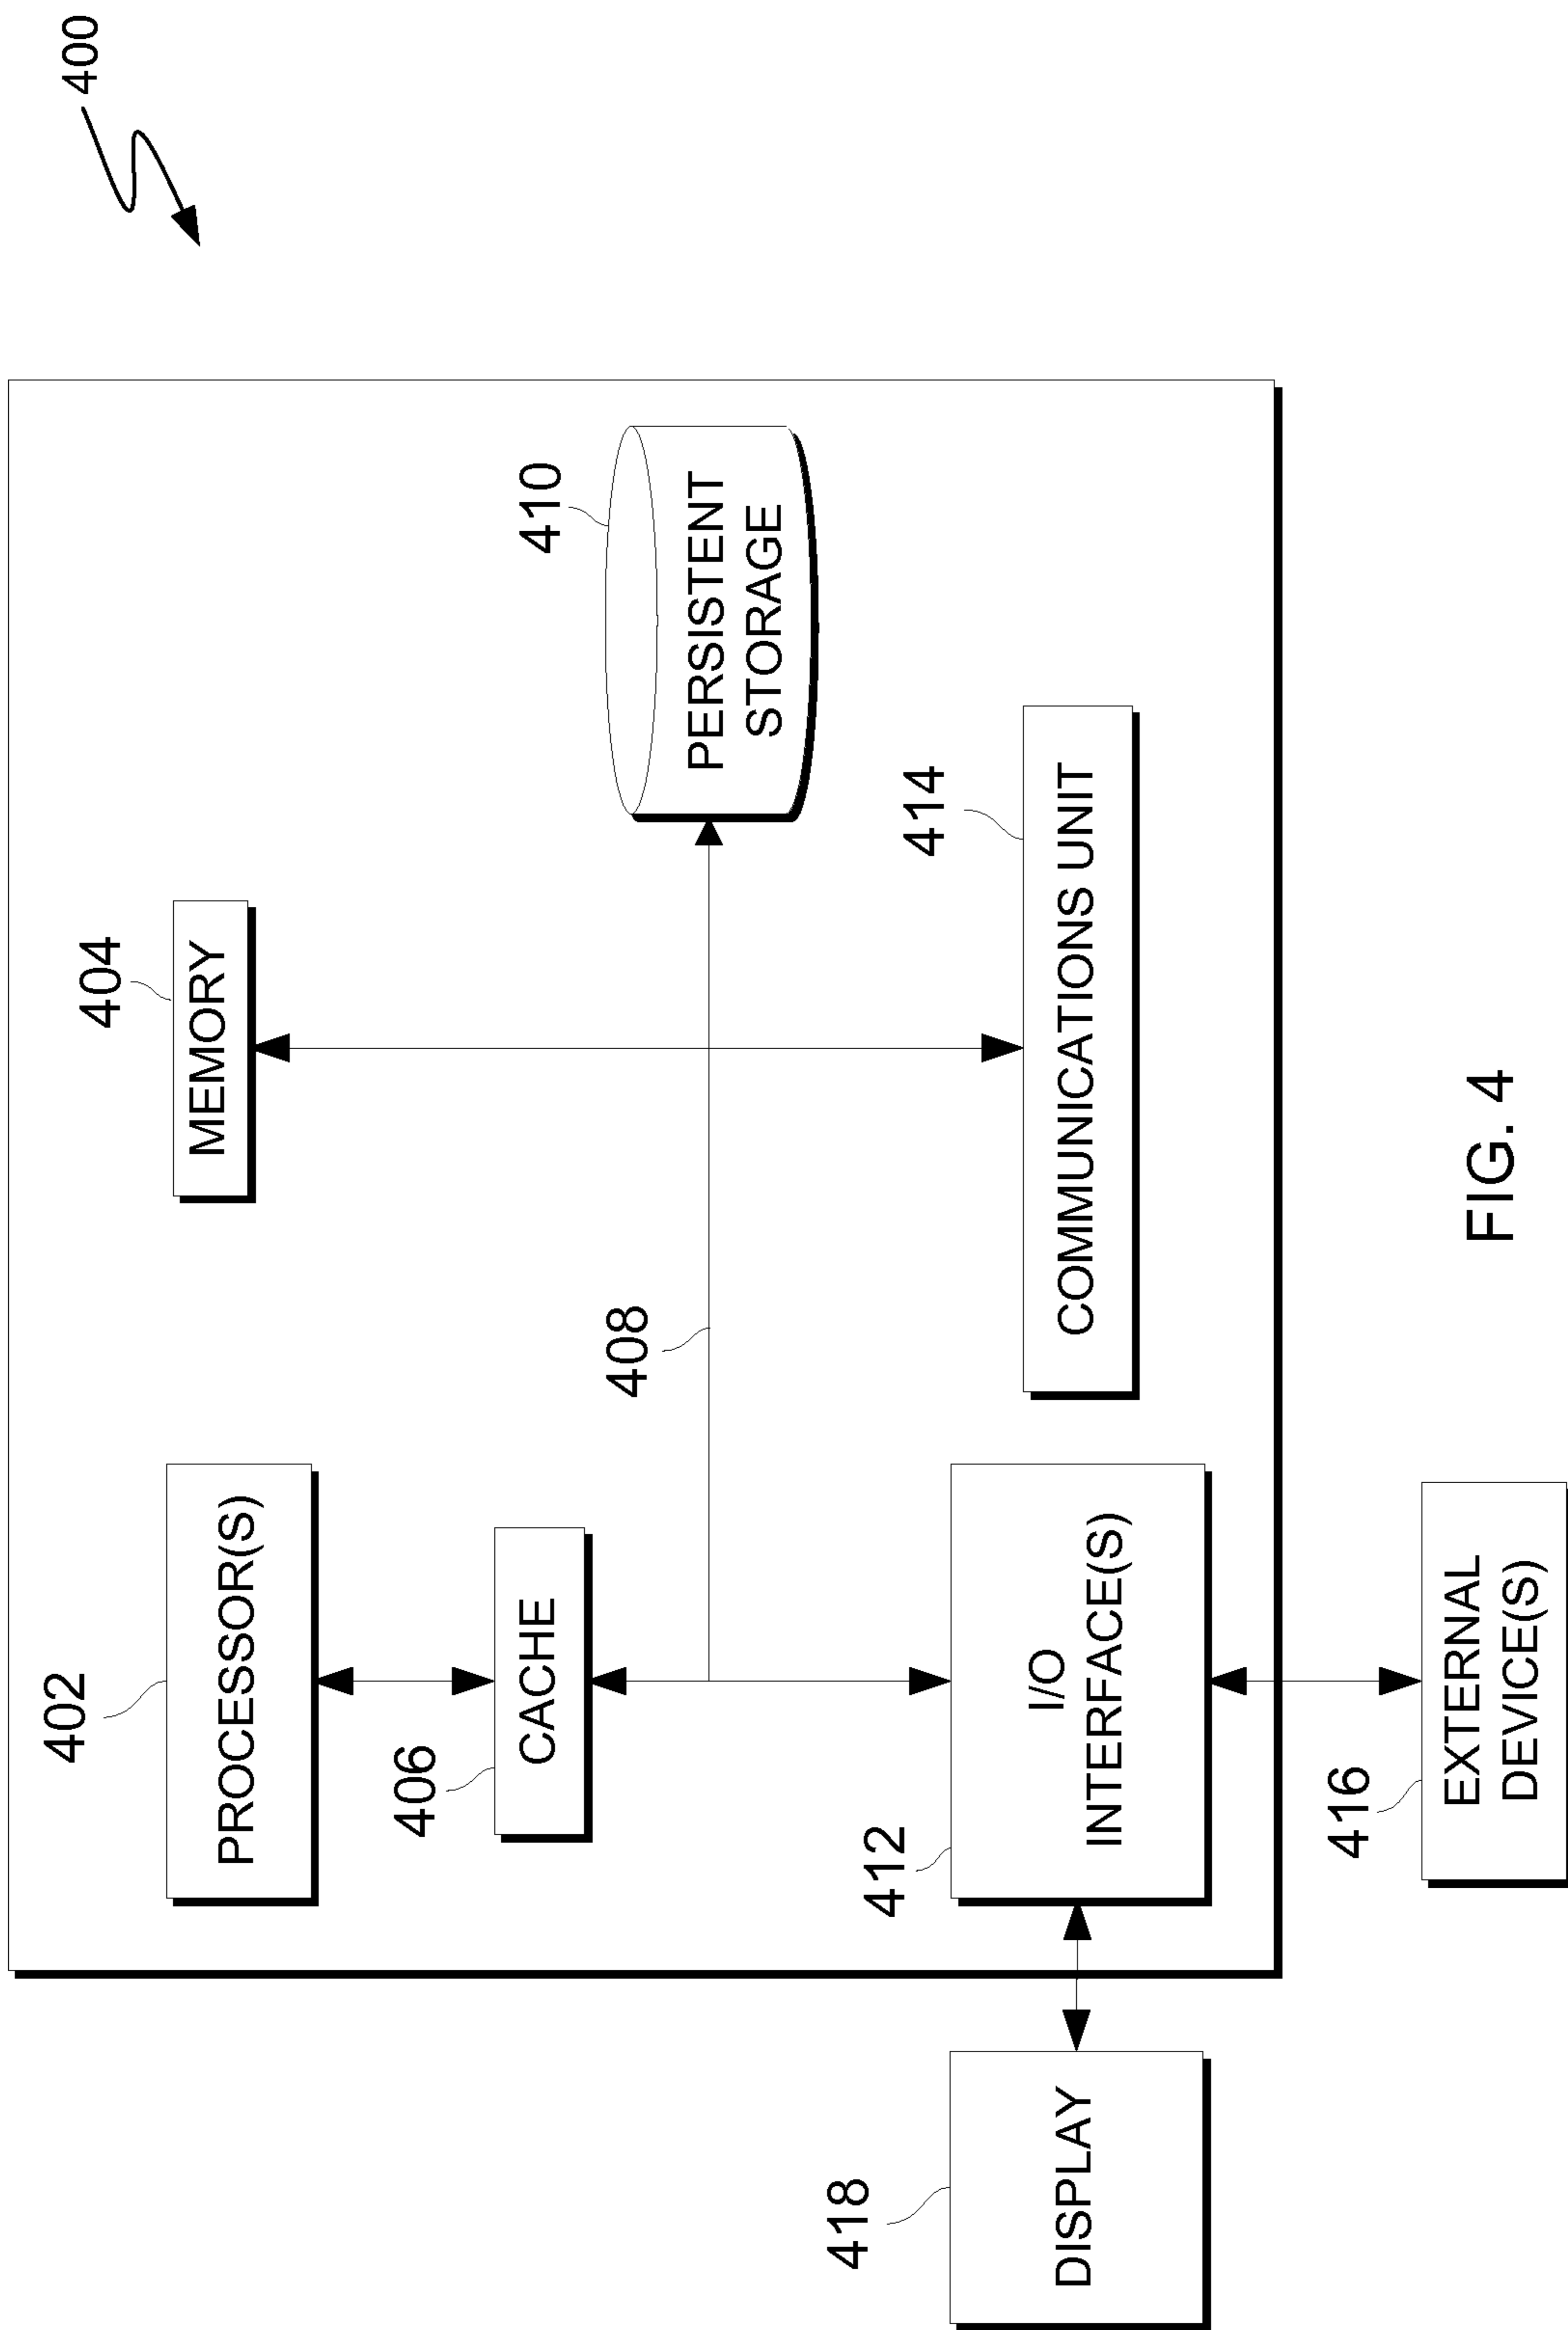 400
402
PROCESSOR(S)
404
MEMORY
406
CACHE
408
410
PERSISTENT
STORAGE
412
I/O
INTERFACE(S)
414
COMMUNICATIONS UNIT
418
DISPLAY
416
EXTERNAL
DEVICE(S)
FIG. 4